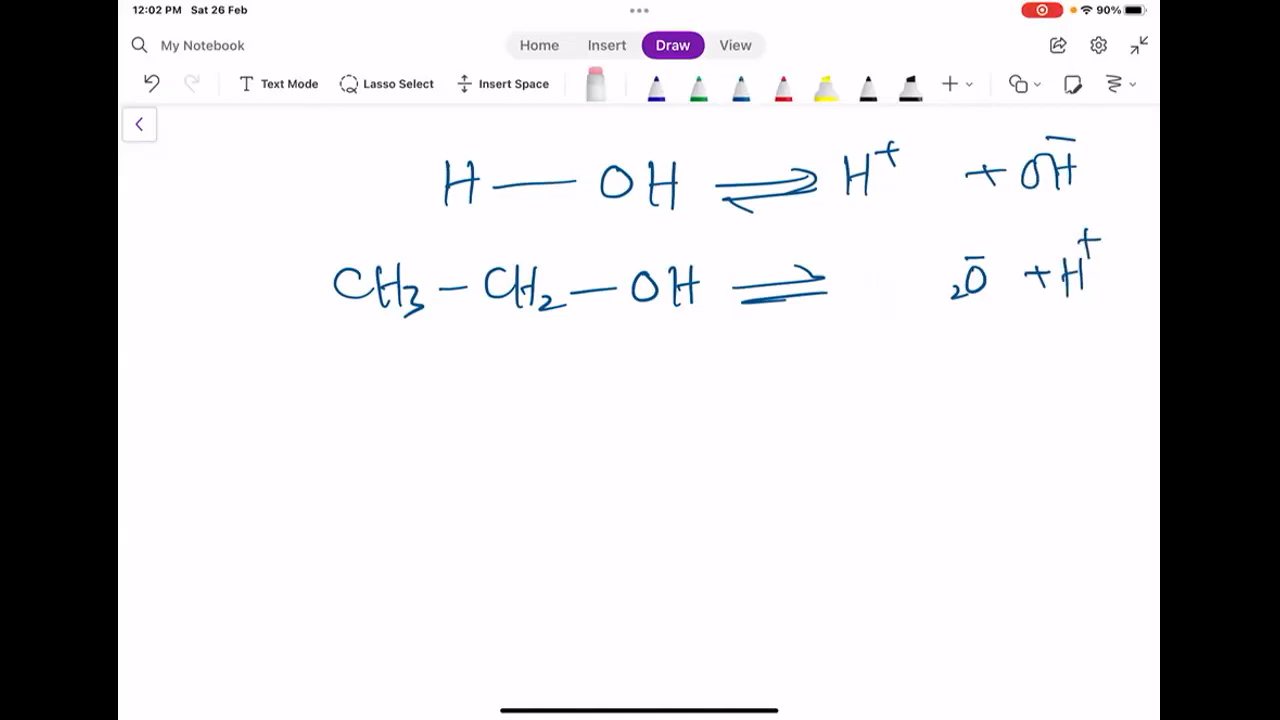 12:02 PM Sat 26 Feb
90%
My Notebook
Home Insert Draw View
Text Mode Lasso Select Insert Space
H — OH ⇌ H⁺ + OH⁻
CH₃ – CH₂ – OH ⇌ ₂O⁻ + H⁺